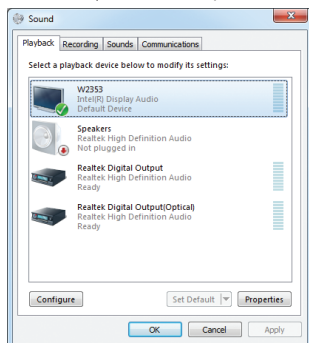 Sound
Playback Recording Sounds Communications
Select a playback device below to modify its settings:
W2353
Intel(R) Display Audio
Default Device
Speakers
Realtek High Definition Audio
Not plugged in
Realtek Digital Output
Realtek High Definition Audio
Ready
Realtek Digital Output(Optical)
Realtek High Definition Audio
Ready
Configure Set Default Properties
OK Cancel Apply